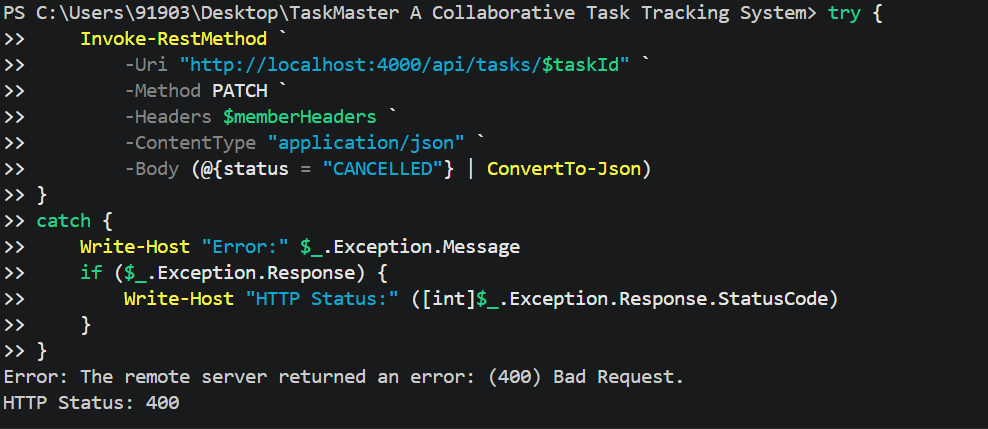 PS C:\Users\91903\Desktop\TaskMaster A Collaborative Task Tracking System> try {
>>     Invoke-RestMethod `
>>         -Uri "http://localhost:4000/api/tasks/$taskId" `
>>         -Method PATCH `
>>         -Headers $memberHeaders `
>>         -ContentType "application/json" `
>>         -Body (@{status = "CANCELLED"} | ConvertTo-Json)
>> }
>> catch {
>>     Write-Host "Error:" $_.Exception.Message
>>     if ($_.Exception.Response) {
>>         Write-Host "HTTP Status:" ([int]$_.Exception.Response.StatusCode)
>>     }
>> }
Error: The remote server returned an error: (400) Bad Request.
HTTP Status: 400